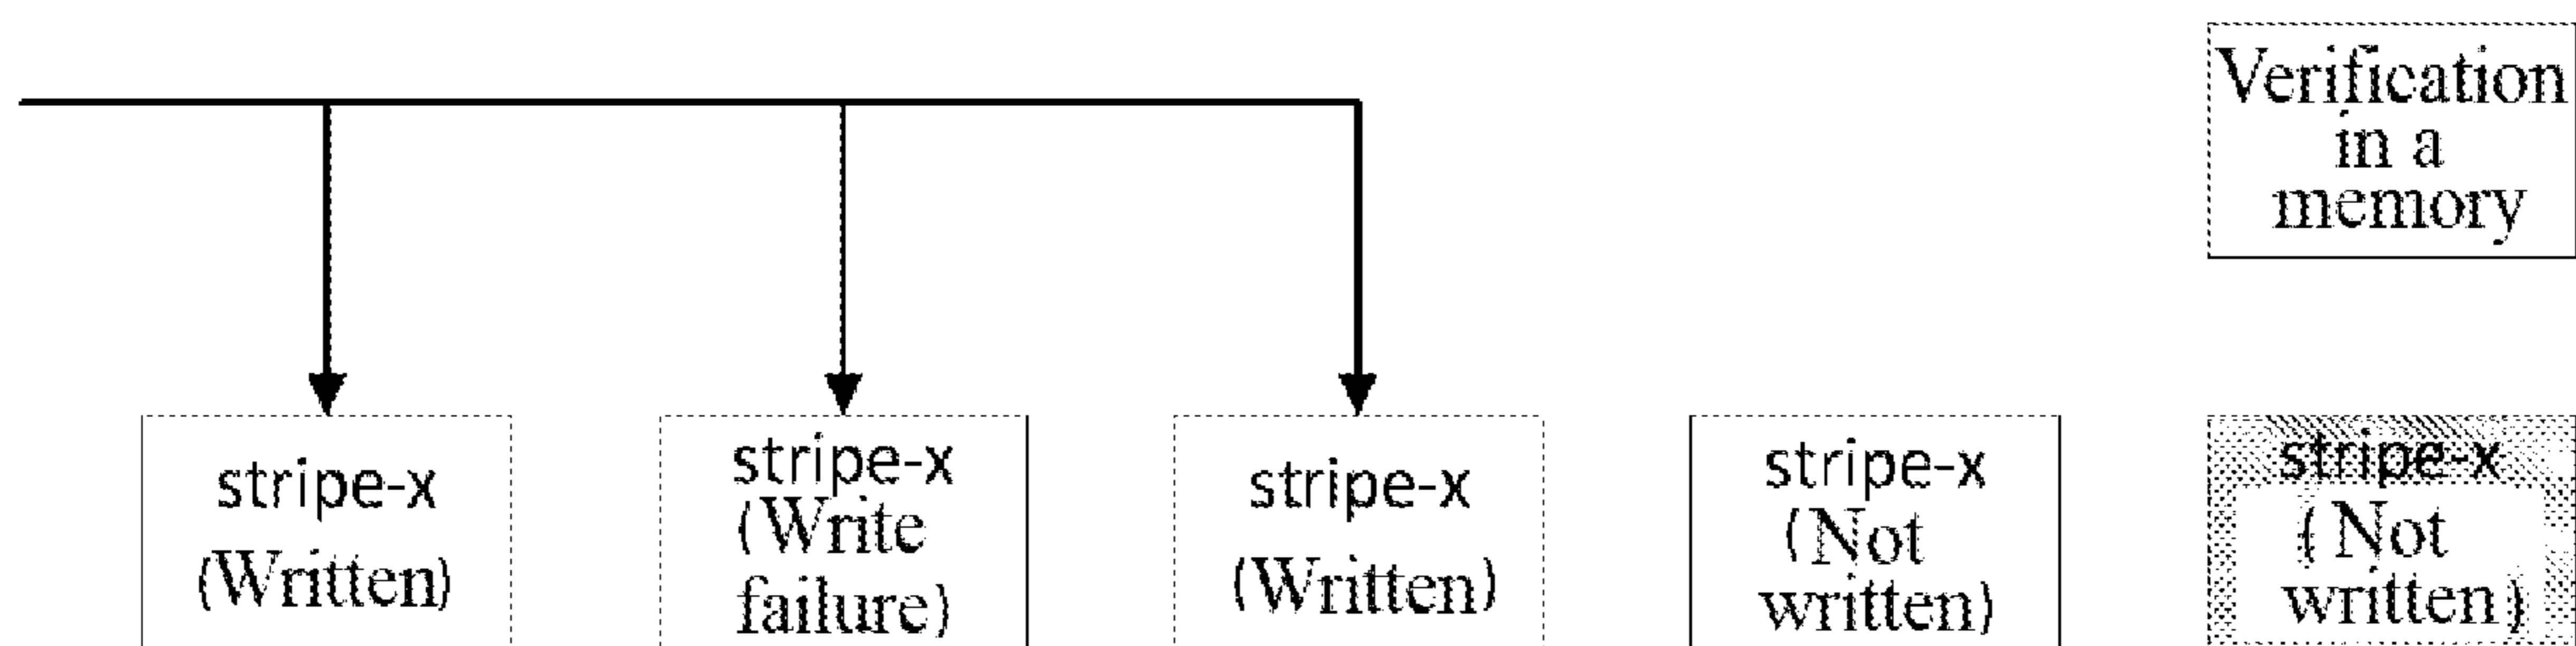 Verification
in a
memory
stripe-x
(Written)
stripe-x
(Write
failure)
stripe-x
(Written)
stripe-x
(Not
written)
stripe-x
( Not
written)